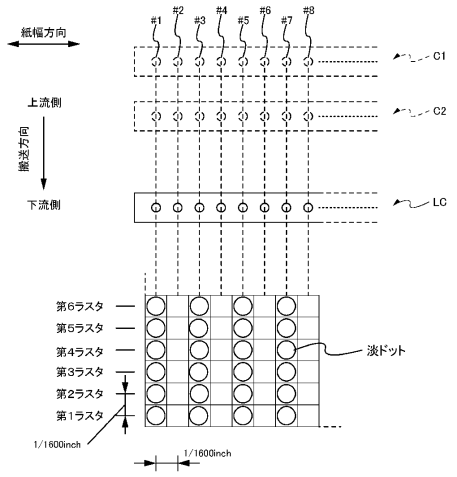 #1
#2
#3
#4
#5
#6
#7
#8
紙幅方向
C1
上流側
C2
搬送方向
下流側
LC
第6ラスタ
第5ラスタ
第4ラスタ
淡ドット
第3ラスタ
第2ラスタ
第1ラスタ
1/1600inch
1/1600inch